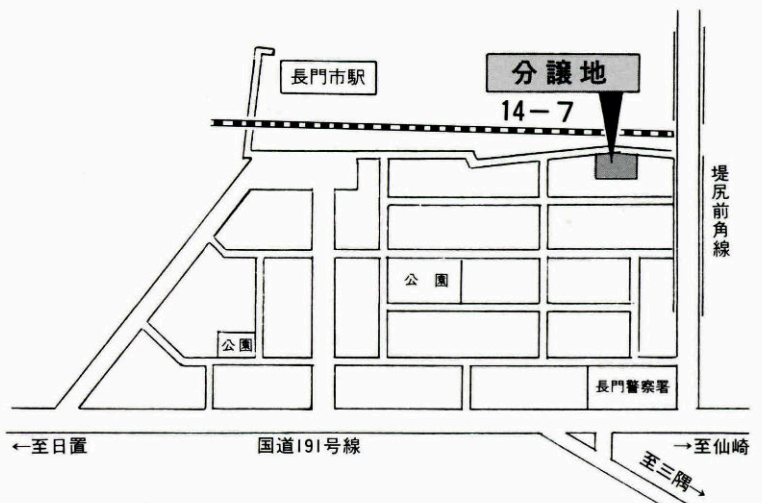 長門市駅
分譲地
14-7
堤尻前角線
公園
公園
長門警察署
←至日置
国道191号線
→至仙崎
至三隅→